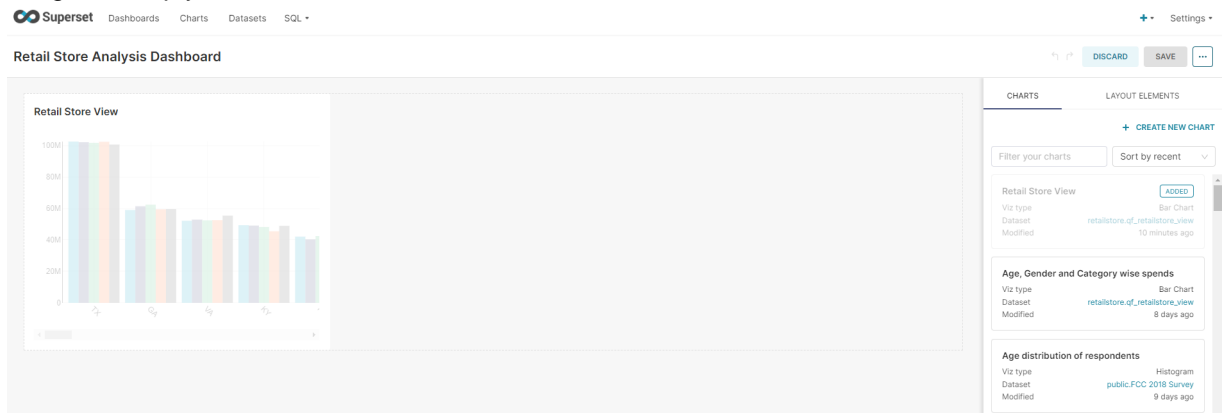 Superset Dashboards Charts Datasets SQL Settings
Retail Store Analysis Dashboard
DISCARD SAVE ...
CHARTS LAYOUT ELEMENTS
+ CREATE NEW CHART
Filter your charts Sort by recent
Retail Store View
100M
80M
60M
40M
20M
0
TX GA VA KY
Retail Store View ADDED
Viz type Bar Chart
Dataset retailstore.qf_retailstore_view
Modified 10 minutes ago
Age, Gender and Category wise spends
Viz type Bar Chart
Dataset retailstore.qf_retailstore_view
Modified 8 days ago
Age distribution of respondents
Viz type Histogram
Dataset public.FCC 2018 Survey
Modified 9 days ago